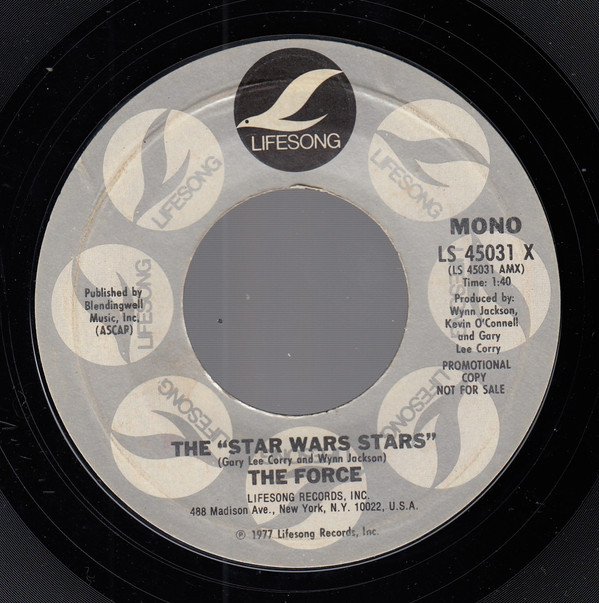 LIFESONG
LIFESONG
LIFESONG
MONO
LS 45031 X
(LS 45031 AMX)
Time: 1:40
Produced by:
Wynn Jackson,
Kevin O'Connell
and Gary
Lee Corry
PROMOTIONAL
COPY
NOT FOR SALE
Published by
Blendingwell
Music, Inc.
(ASCAP)
LIFESONG
LIFESONG
LIFESONG
LIFESONG
THE "STAR WARS STARS"
(Gary Lee Corry and Wynn Jackson)
THE FORCE
LIFESONG RECORDS, INC.
488 Madison Ave., New York, N.Y. 10022, U.S.A.
℗ 1977 Lifesong Records, Inc.